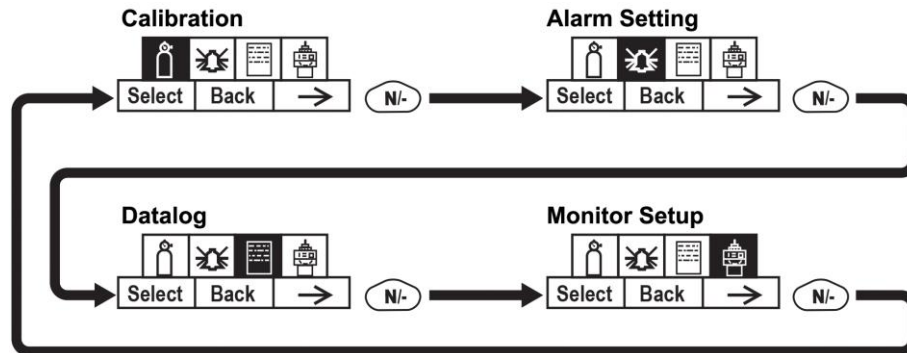 Calibration
Alarm Setting
Select Back → N/-
Select Back → N/-
Datalog
Monitor Setup
Select Back → N/-
Select Back → N/-